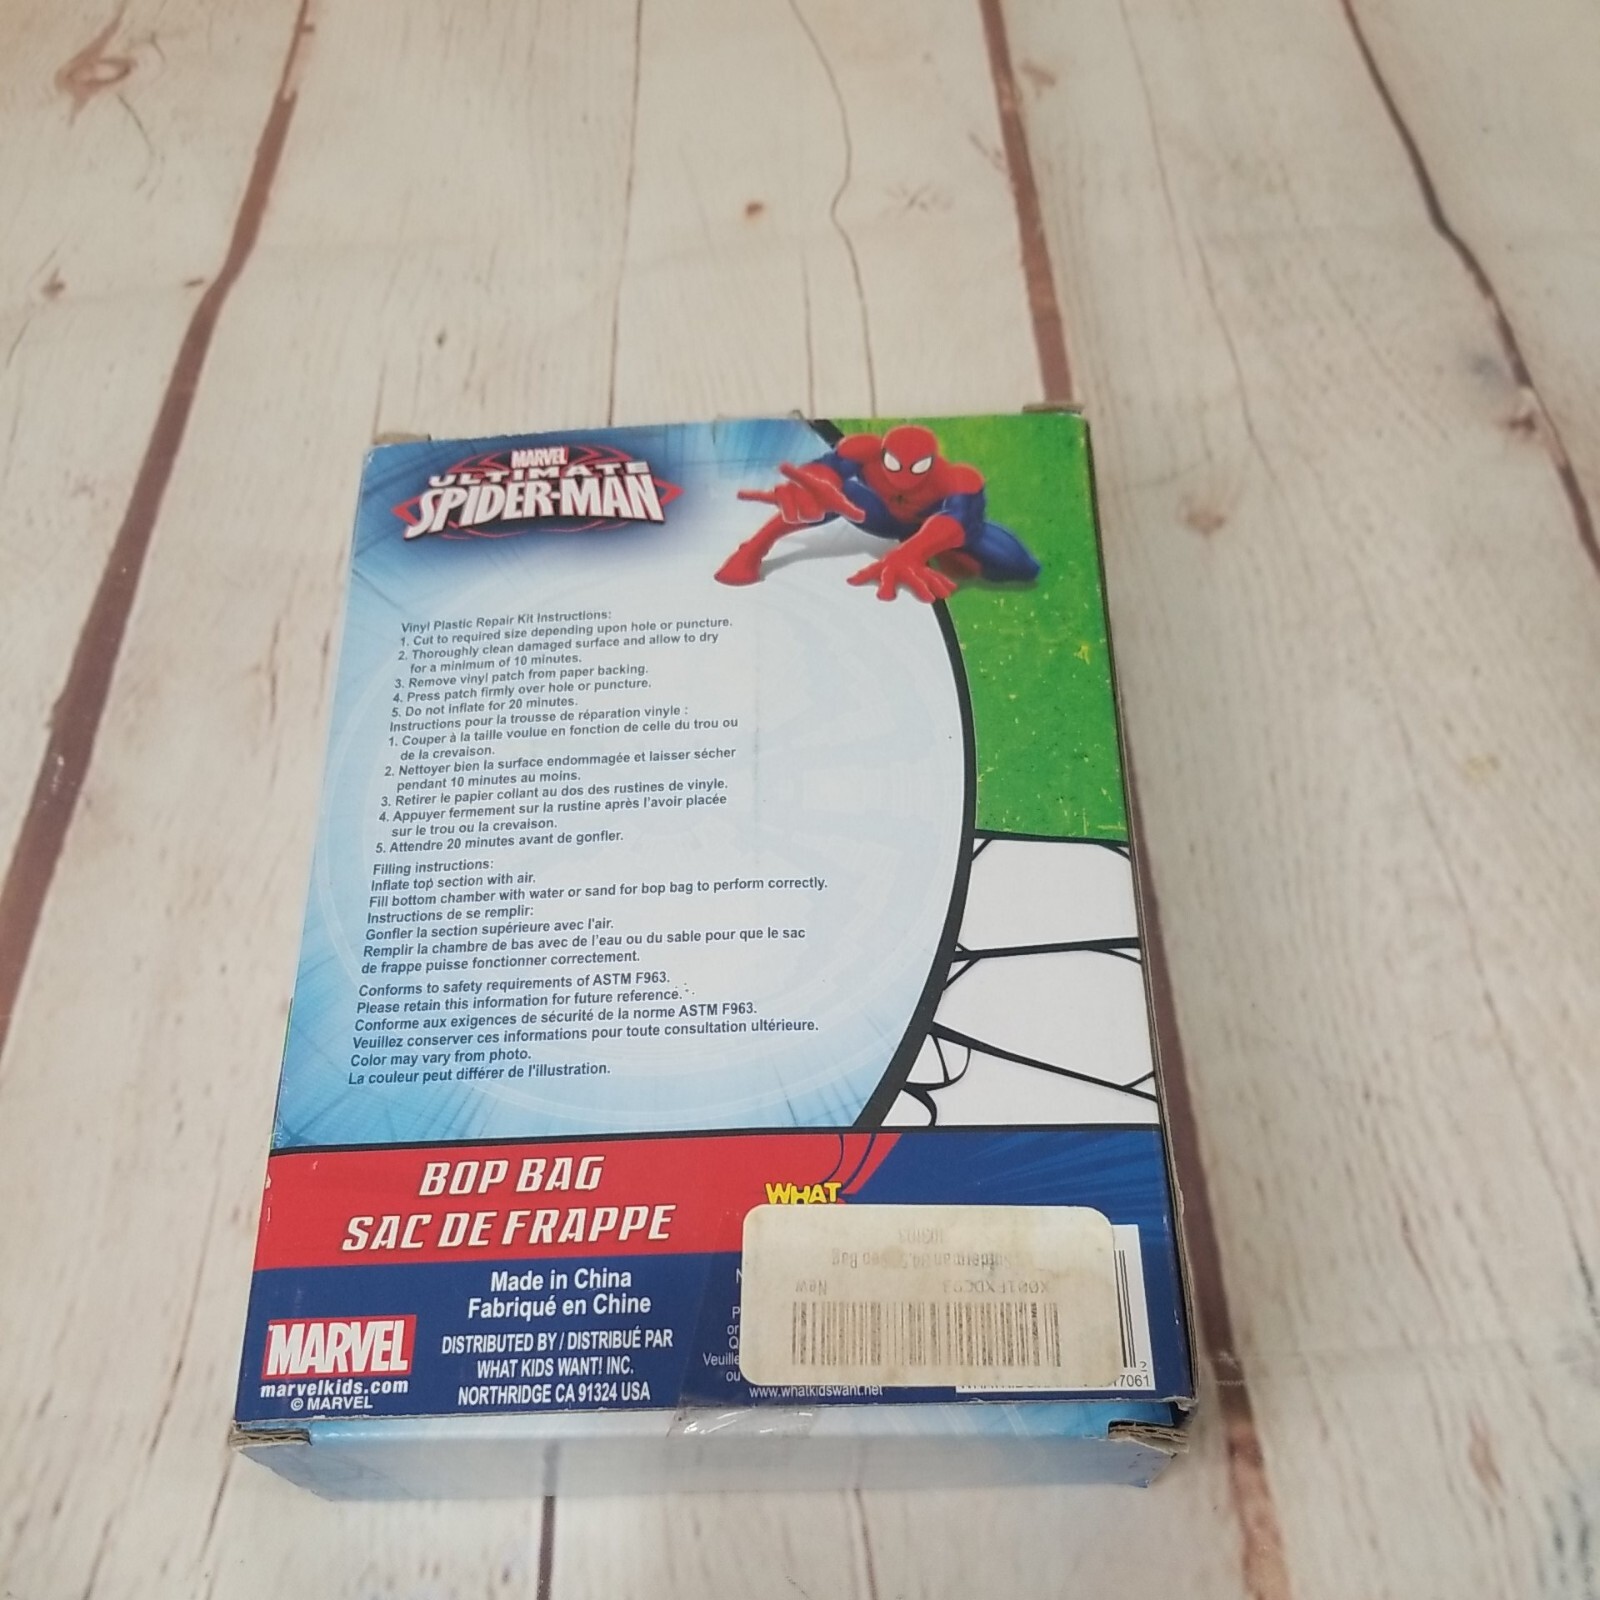 MARVEL
ULTIMATE
SPIDER-MAN
Vinyl Plastic Repair Kit Instructions:
1. Cut to required size depending upon hole or puncture.
2. Thoroughly clean damaged surface and allow to dry
for a minimum of 10 minutes.
3. Remove vinyl patch from paper backing.
4. Press patch firmly over hole or puncture.
5. Do not inflate for 20 minutes.
Instructions pour la trousse de réparation vinyle :
1. Couper à la taille voulue en fonction de celle du trou ou
de la crevaison.
2. Nettoyer bien la surface endommagée et laisser sécher
pendant 10 minutes au moins.
3. Retirer le papier collant au dos des rustines de vinyle.
4. Appuyer fermement sur la rustine après l'avoir placée
sur le trou ou la crevaison.
5. Attendre 20 minutes avant de gonfler.
Filling instructions:
Inflate top section with air.
Fill bottom chamber with water or sand for bop bag to perform correctly.
Instructions de se remplir:
Gonfler la section supérieure avec l'air.
Remplir la chambre de bas avec de l'eau ou du sable pour que le sac
de frappe puisse fonctionner correctement.
Conforms to safety requirements of ASTM F963.
Please retain this information for future reference.
Conforme aux exigences de sécurité de la norme ASTM F963.
Veuillez conserver ces informations pour toute consultation ultérieure.
Color may vary from photo.
La couleur peut différer de l'illustration.
BOP BAG
SAC DE FRAPPE
Made in China
Fabriqué en Chine
DISTRIBUTED BY / DISTRIBUÉ PAR
WHAT KIDS WANT! INC.
NORTHRIDGE CA 91324 USA
MARVEL
marvelkids.com
© MARVEL
WHAT
New
Bag
Veuille
ou
www.whatkidswant.net
2
7061